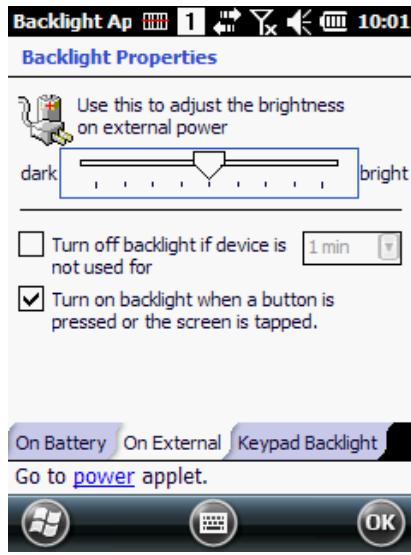 Backlight Ap 1 10:01
Backlight Properties
Use this to adjust the brightness
on external power
dark bright
Turn off backlight if device is 1 min
not used for
Turn on backlight when a button is
pressed or the screen is tapped.
On Battery On External Keypad Backlight
Go to power applet.
OK